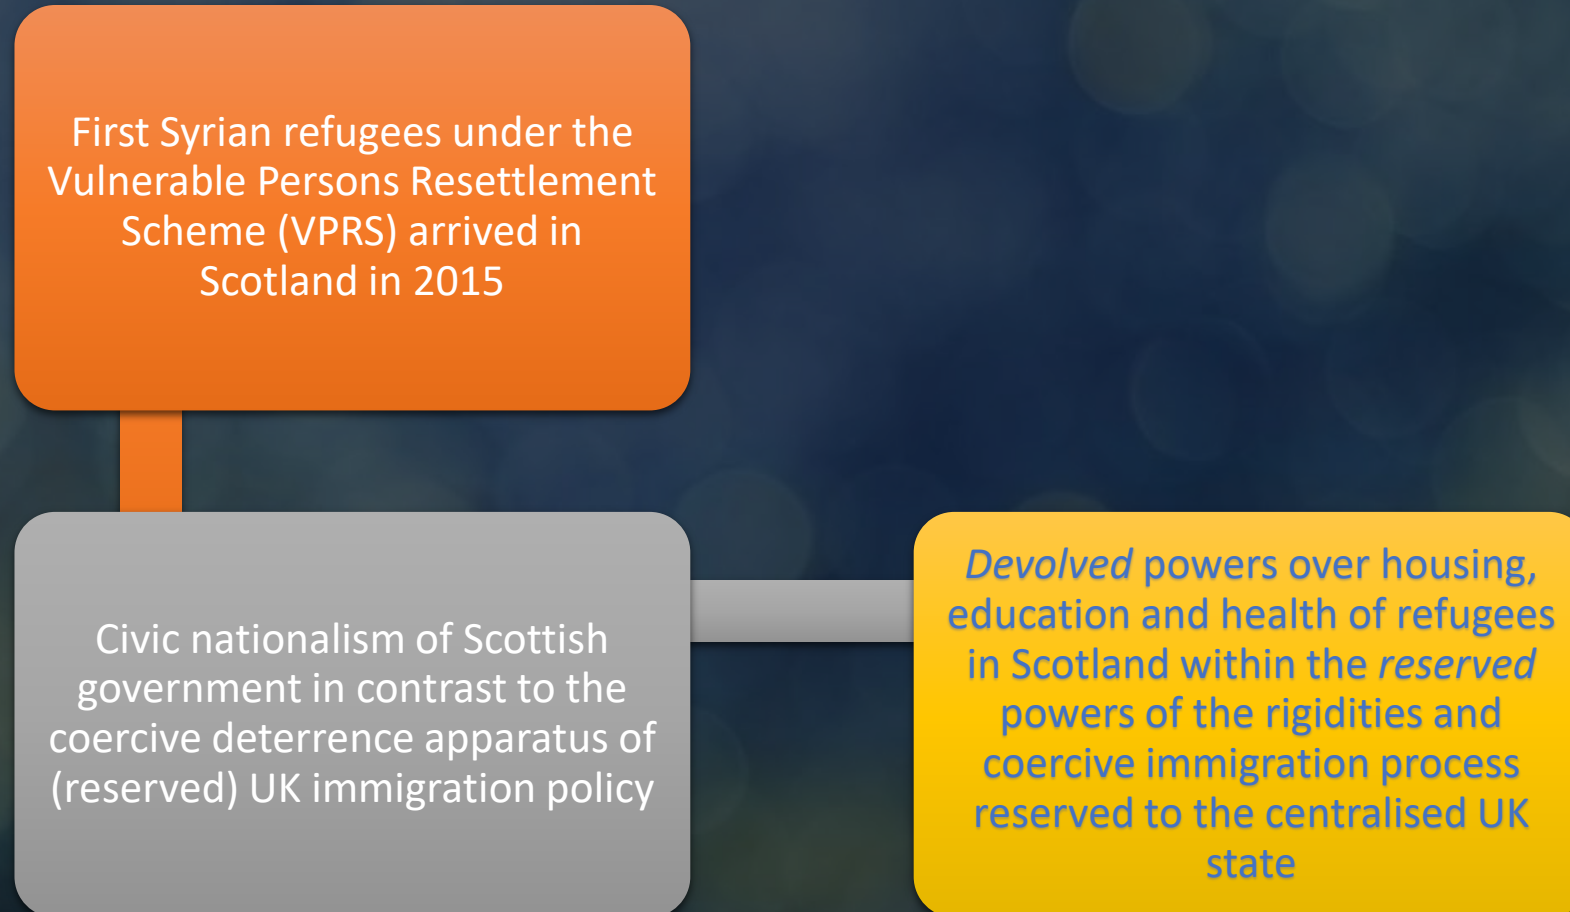 First Syrian refugees under the
Vulnerable Persons Resettlement
Scheme (VPRS) arrived in
Scotland in 2015
Civic nationalism of Scottish
government in contrast to the
coercive deterrence apparatus of
(reserved) UK immigration policy
Devolved powers over housing,
education and health of refugees
in Scotland within the reserved
powers of the rigidities and
coercive immigration process
reserved to the centralised UK
state